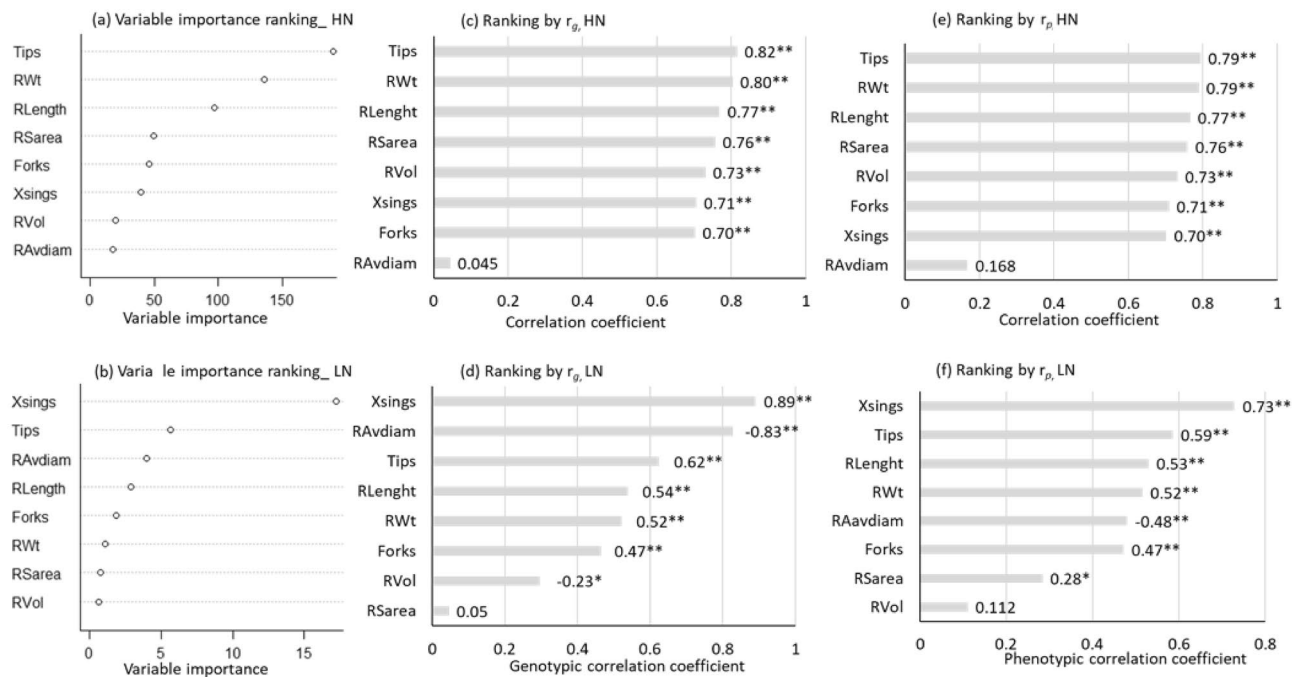 (a) Variable importance ranking_ HN
Tips
RWt
RLength
RSarea
Forks
Xsings
RVol
RAvdiam
0 50 100 150
Variable importance
(c) Ranking by rg, HN
Tips 0.82**
RWt 0.80**
RLenght 0.77**
RSarea 0.76**
RVol 0.73**
Xsings 0.71**
Forks 0.70**
RAvdiam 0.045
0 0.2 0.4 0.6 0.8 1
Correlation coefficient
(e) Ranking by rp, HN
Tips 0.79**
RWt 0.79**
RLenght 0.77**
RSarea 0.76**
RVol 0.73**
Forks 0.71**
Xsings 0.70**
RAvdiam 0.168
0 0.2 0.4 0.6 0.8 1
Correlation coefficient
(b) Varia le importance ranking_ LN
Xsings
Tips
RAvdiam
RLength
Forks
RWt
RSarea
RVol
0 5 10 15
Variable importance
(d) Ranking by rg, LN
Xsings 0.89**
RAvdiam -0.83**
Tips 0.62**
RLenght 0.54**
RWt 0.52**
Forks 0.47**
RVol -0.23*
RSarea 0.05
0 0.2 0.4 0.6 0.8 1
Genotypic correlation coefficient
(f) Ranking by rp, LN
Xsings 0.73**
Tips 0.59**
RLenght 0.53**
RWt 0.52**
RAavdiam -0.48**
Forks 0.47**
RSarea 0.28*
RVol 0.112
0 0.2 0.4 0.6 0.8
Phenotypic correlation coefficient